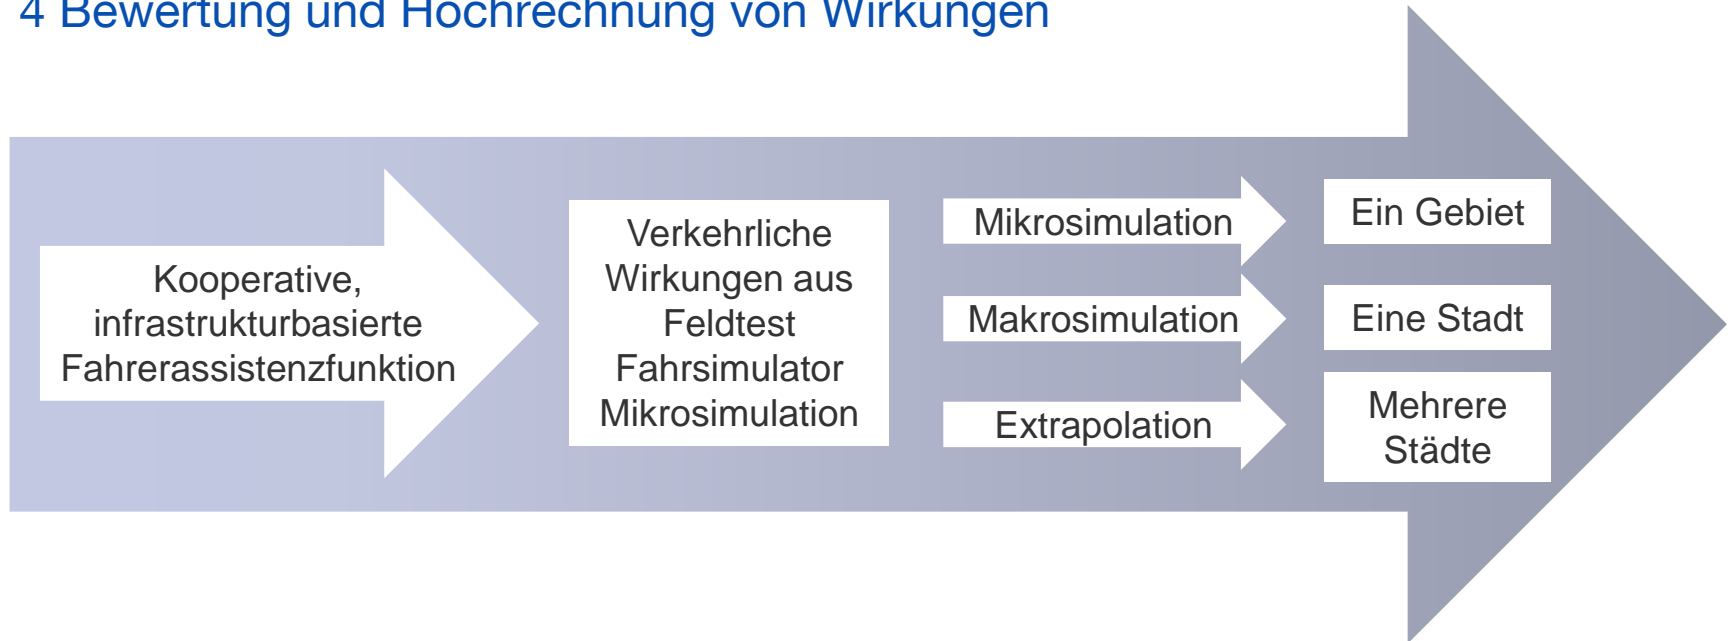 4 Bewertung und Hochrechnung von Wirkungen
Kooperative,
infrastrukturbasierte
Fahrerassistenzfunktion
Verkehrliche
Wirkungen aus
Feldtest
Fahrsimulator
Mikrosimulation
Mikrosimulation
Ein Gebiet
Makrosimulation
Eine Stadt
Extrapolation
Mehrere
Städte